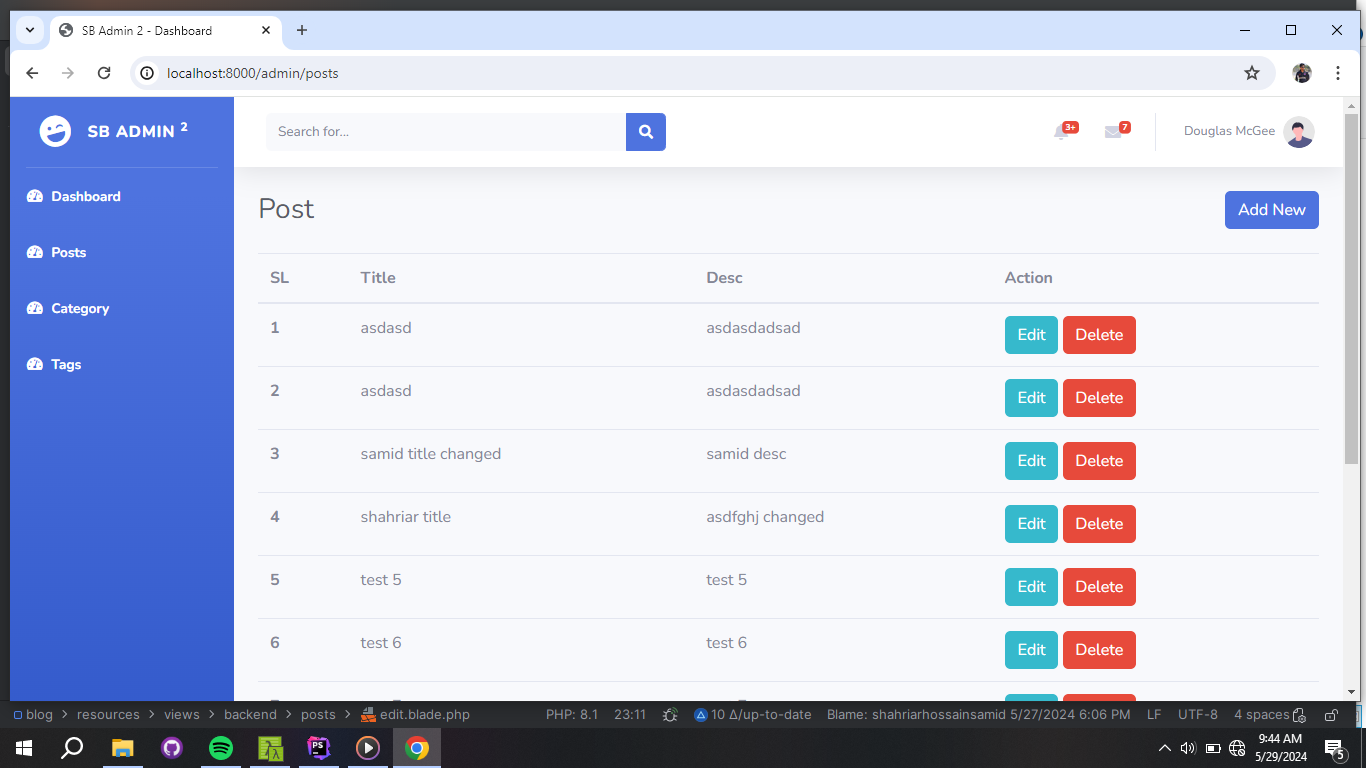 SB Admin 2 - Dashboard
localhost:8000/admin/posts
SB ADMIN 2
Search for...
3+
7
Douglas McGee
Dashboard
Posts
Category
Tags
Post
Add New
SL Title Desc Action
1 asdasd asdasdadsad Edit Delete
2 asdasd asdasdadsad Edit Delete
3 samid title changed samid desc Edit Delete
4 shahriar title asdfghj changed Edit Delete
5 test 5 test 5 Edit Delete
6 test 6 test 6 Edit Delete
blog > resources > views > backend > posts > edit.blade.php PHP: 8.1 23:11 10 Δ/up-to-date Blame: shahriarhossainsamid 5/27/2024 6:06 PM LF UTF-8 4 spaces
PS
9:44 AM
5/29/2024
5